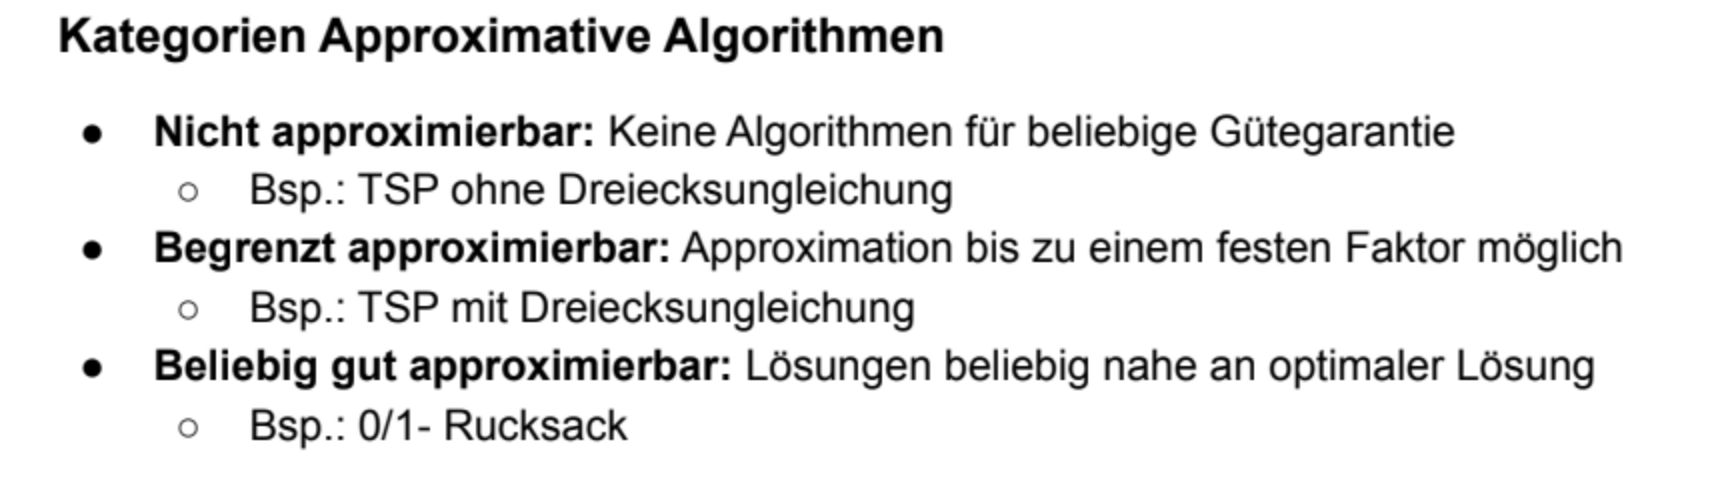 Kategorien Approximative Algorithmen
● Nicht approximierbar: Keine Algorithmen für beliebige Gütegarantie
○ Bsp.: TSP ohne Dreiecksungleichung
● Begrenzt approximierbar: Approximation bis zu einem festen Faktor möglich
○ Bsp.: TSP mit Dreiecksungleichung
● Beliebig gut approximierbar: Lösungen beliebig nahe an optimaler Lösung
○ Bsp.: 0/1- Rucksack